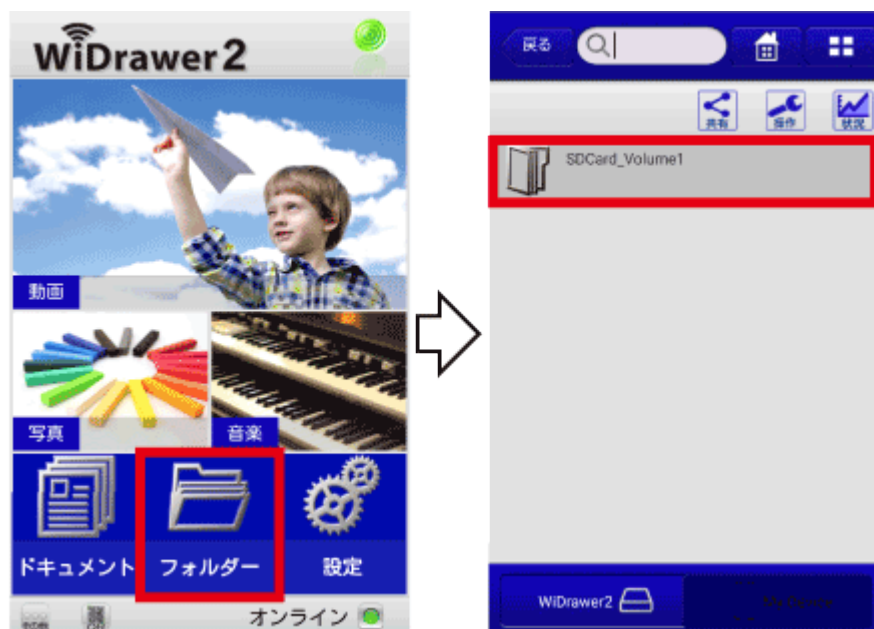 WiDrawer2
動画
写真
音楽
ドキュメント
フォルダー
設定
オンライン
戻る
共有
操作
状況
SDCard_Volume1
WiDrawer2